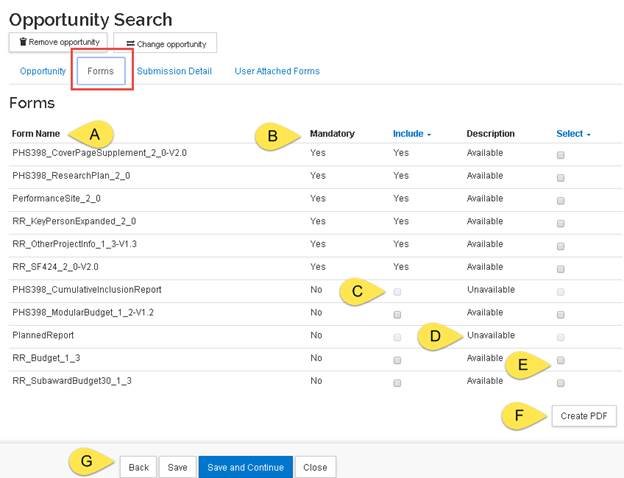 Opportunity Search
Remove opportunity Change opportunity
Opportunity Forms Submission Detail User Attached Forms
Forms
Form Name A B Mandatory Include Description Select
PHS398_CoverPageSupplement_2_0-V2.0 Yes Yes Available
PHS398_ResearchPlan_2_0 Yes Yes Available
PerformanceSite_2_0 Yes Yes Available
RR_KeyPersonExpanded_2_0 Yes Yes Available
RR_OtherProjectInfo_1_3-V1.3 Yes Yes Available
RR_SF424_2_0-V2.0 Yes Yes Available
PHS398_CumulativeInclusionReport No C Unavailable
PHS398_ModularBudget_1_2-V1.2 No Available
PlannedReport No D Unavailable
RR_Budget_1_3 No Available E
RR_SubawardBudget30_1_3 No Available
F Create PDF
G Back Save Save and Continue Close